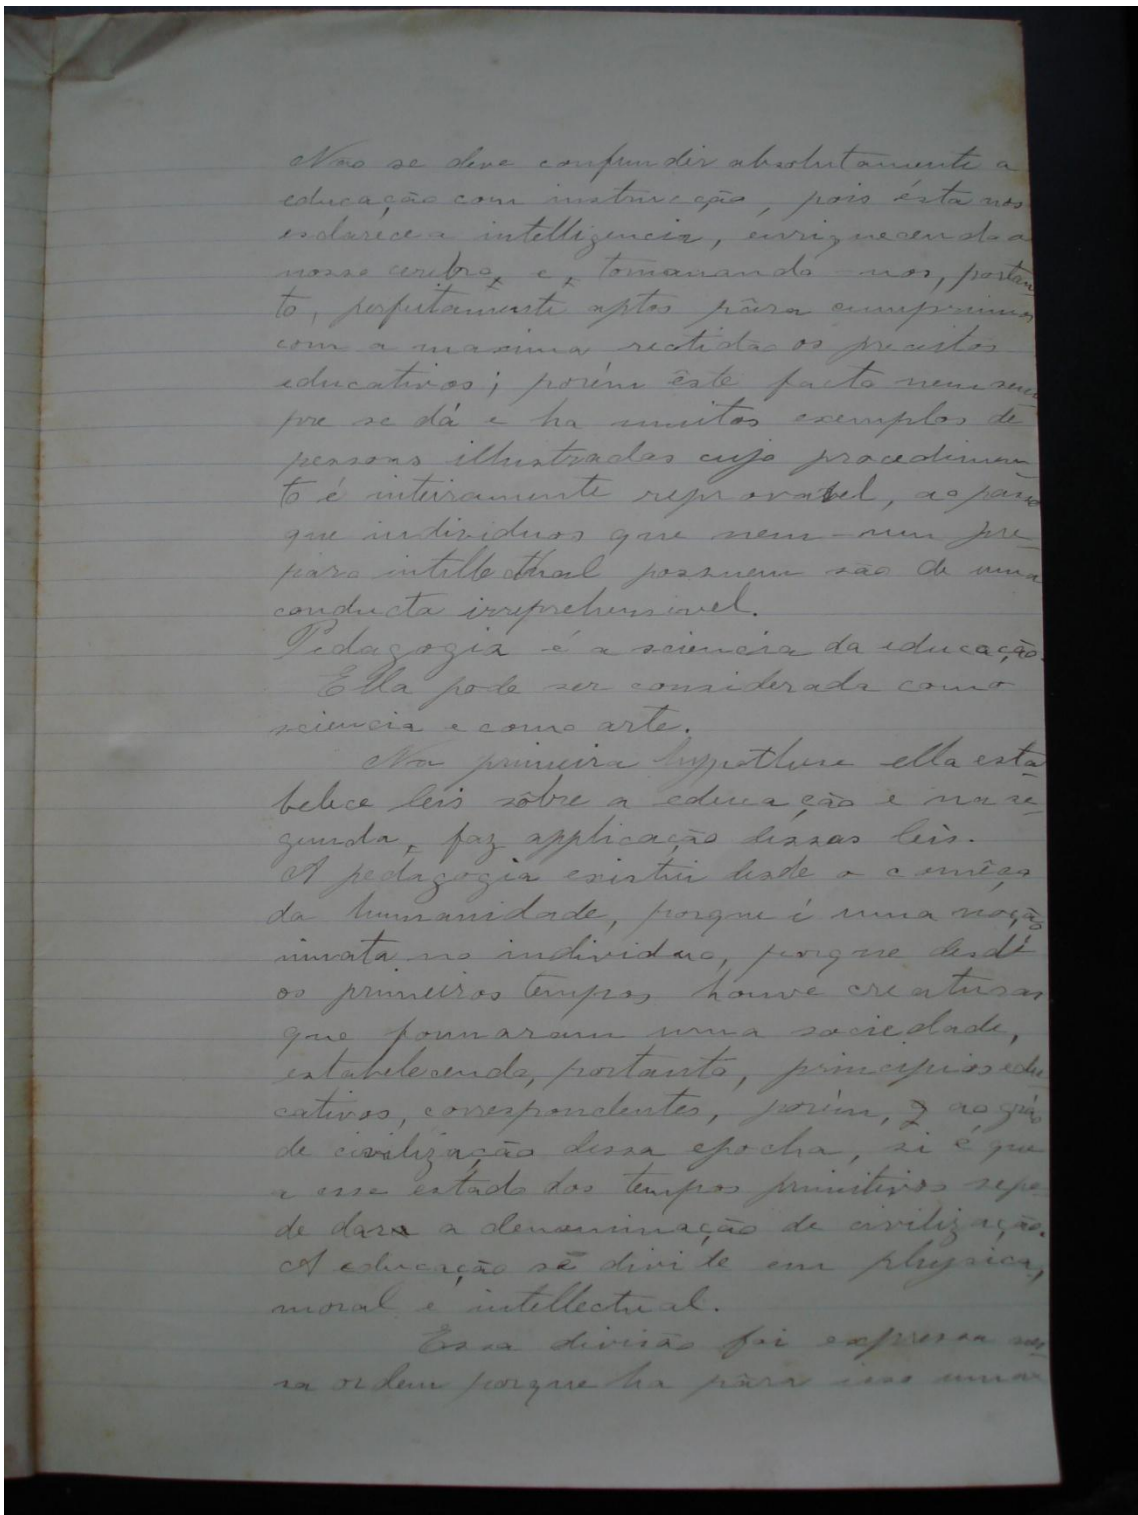 Não se deve confundir absolutamente a
educação com instrucção, pois ésta nos
esclarece a intelligencia, enriquecendo o
nosso cerebro, e, tornando-nos, portan-
to, perfeitamente aptos pâra cumprirmos
com a maxima rectidão os preceitos
educativos; porém êste facto nem sem-
pre se dá e ha muitos exemplos de
pessoas illustradas cujo procedimen-
to é inteiramente reprovavel, ao passo
que individuos que nem-um pre-
paro intellectual possuem são de uma
conducta irreprehensivel.
Pedagogia é a sciencia da educação.
Ella pode ser considerada como
sciencia e como arte.
Na primeira hypothese ella esta-
belece leis sôbre a educação e na se-
gunda, faz applicação dessas leis.
A pedagogia existiu desde o comêço
da humanidade, porque é uma noção
innata no individuo, porque desde
os primeiros tempos houve creaturas
que formaram uma sociedade,
estabelecendo, portanto, principios edu-
cativos, correspondentes, porém, ao gráo
de civilização dessa epocha, si é que
a esse estado dos tempos primitivos se po-
de dar a denominação de civilização.
A educação se divide em physica,
moral e intellectual.
Essa divisão foi expressa nes-
sa ordem porque ha pâra isso uma